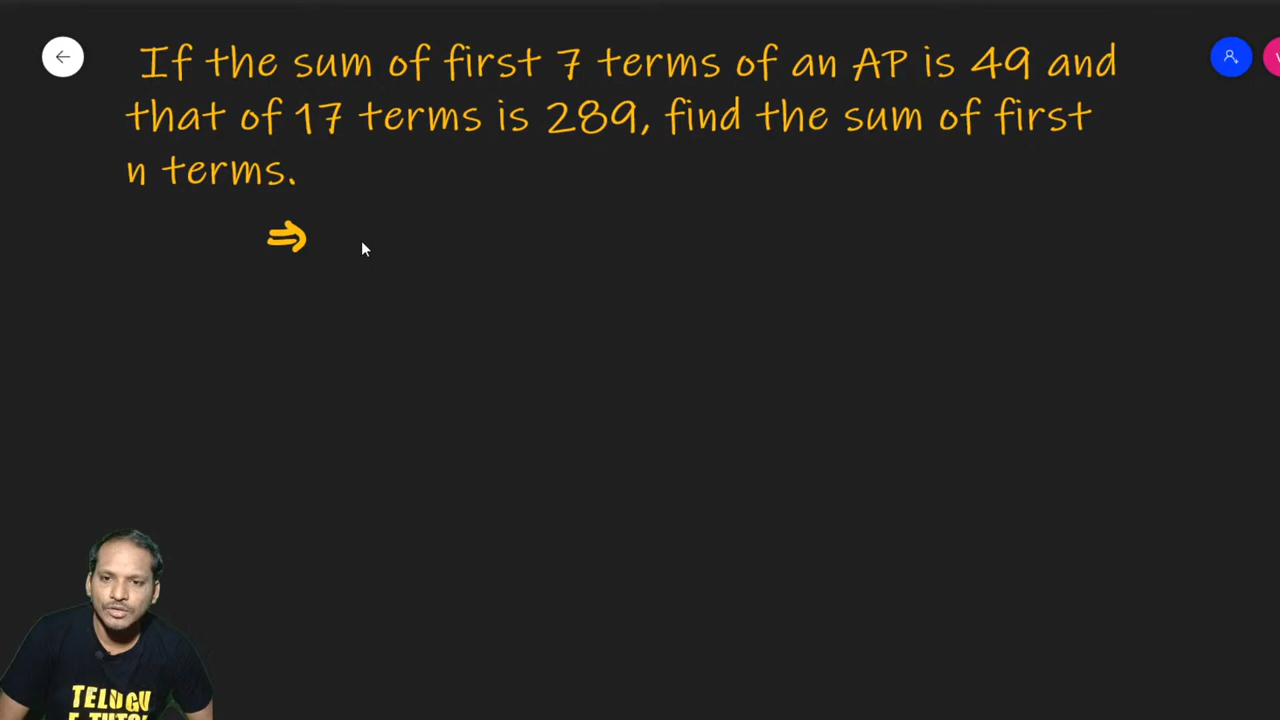 If the sum of first 7 terms of an AP is 49 and
that of 17 terms is 289, find the sum of first
n terms.
⇒
TELUGU